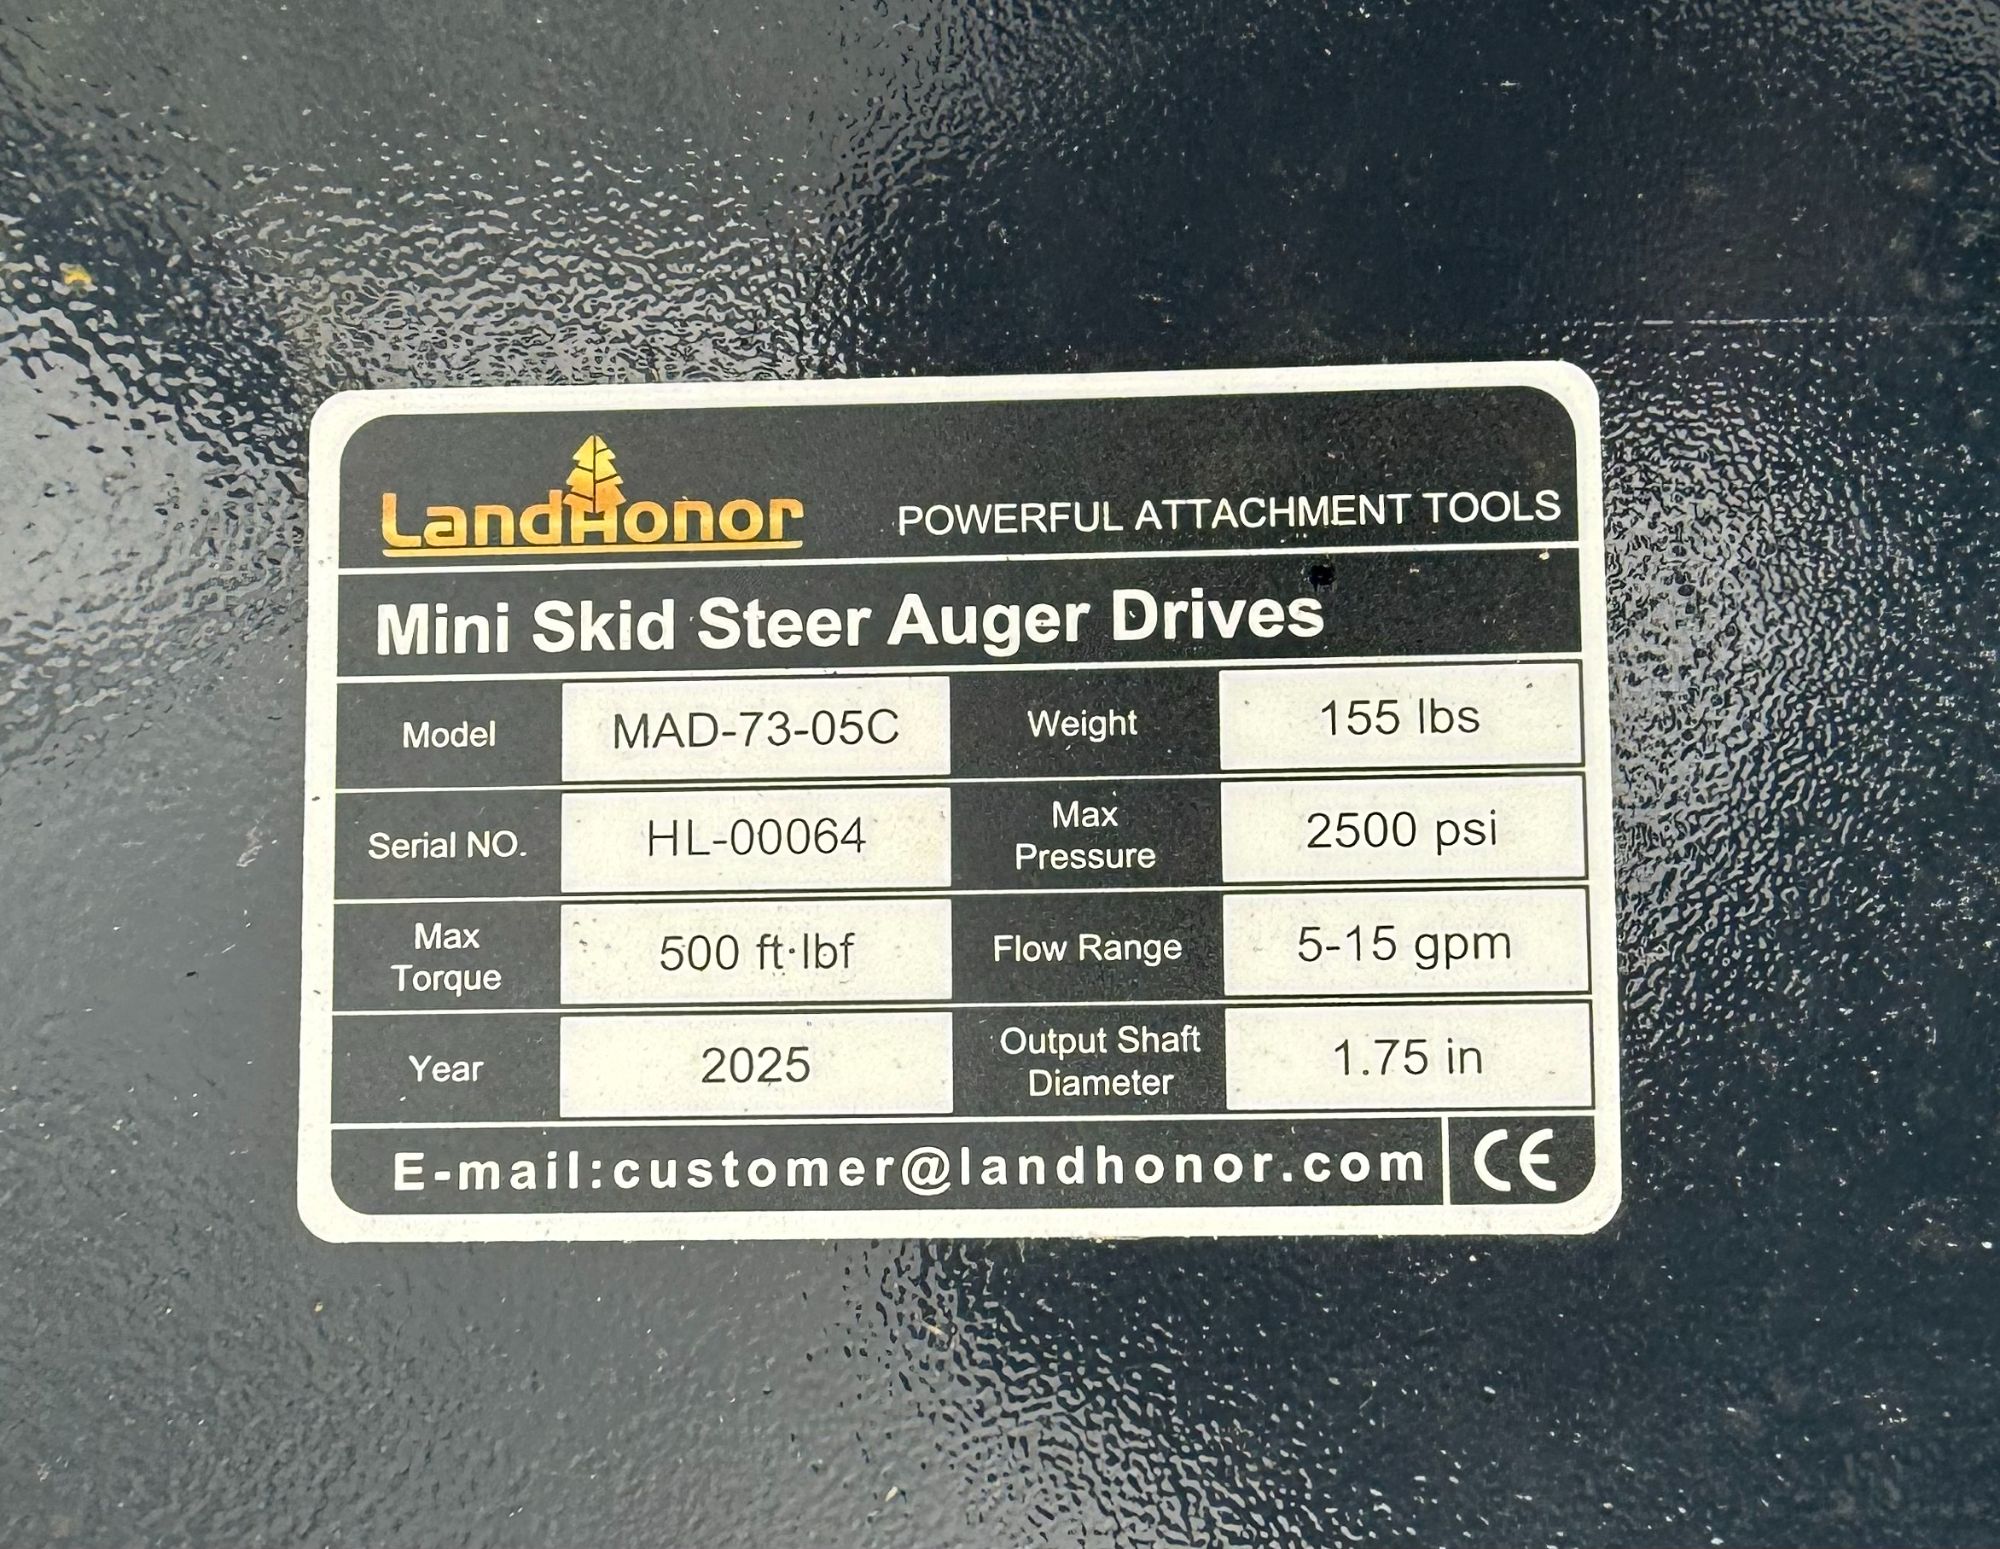 LandHonor
POWERFUL ATTACHMENT TOOLS
Mini Skid Steer Auger Drives
Model MAD-73-05C Weight 155 lbs
Serial NO. HL-00064 Max Pressure 2500 psi
Max Torque 500 ft·lbf Flow Range 5-15 gpm
Year 2025 Output Shaft Diameter 1.75 in
E-mail:customer@landhonor.com CE